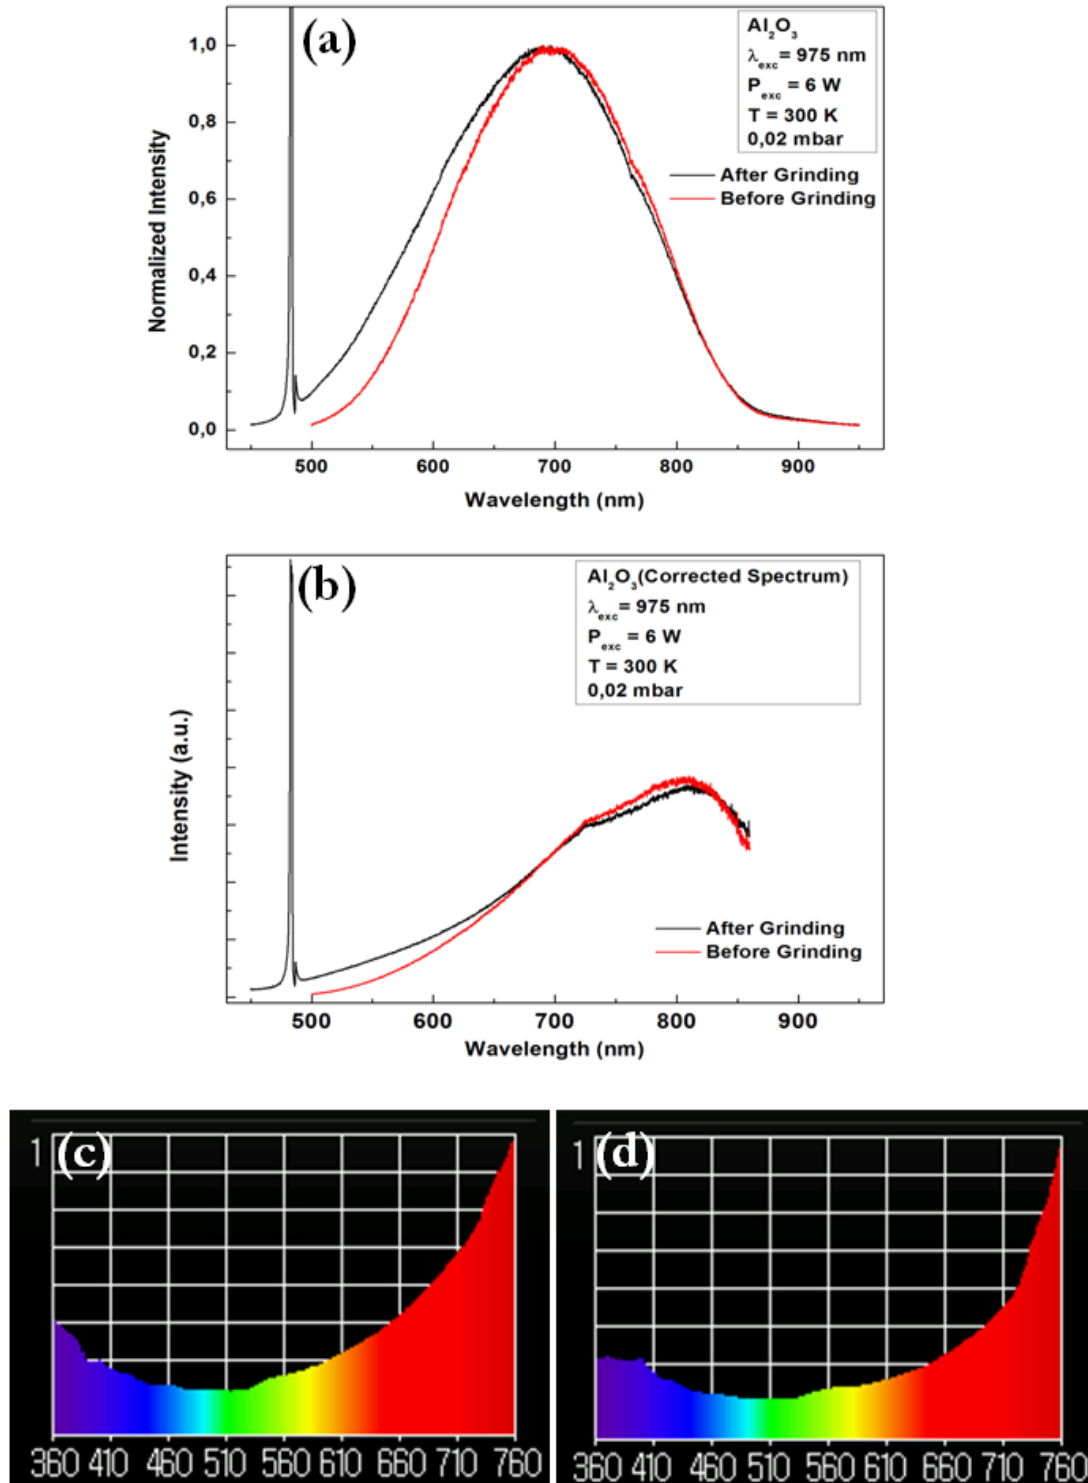 (a)
Al₂O₃
λexc = 975 nm
Pexc = 6 W
T = 300 K
0,02 mbar
After Grinding
Before Grinding
1,0
0,8
0,6
0,4
0,2
0,0
Normalized Intensity
500 600 700 800 900
Wavelength (nm)
(b)
Al₂O₃(Corrected Spectrum)
λexc = 975 nm
Pexc = 6 W
T = 300 K
0,02 mbar
After Grinding
Before Grinding
Intensity (a.u.)
500 600 700 800 900
Wavelength (nm)
1 (c)
360 410 460 510 560 610 660 710 760
1 (d)
360 410 460 510 560 610 660 710 760